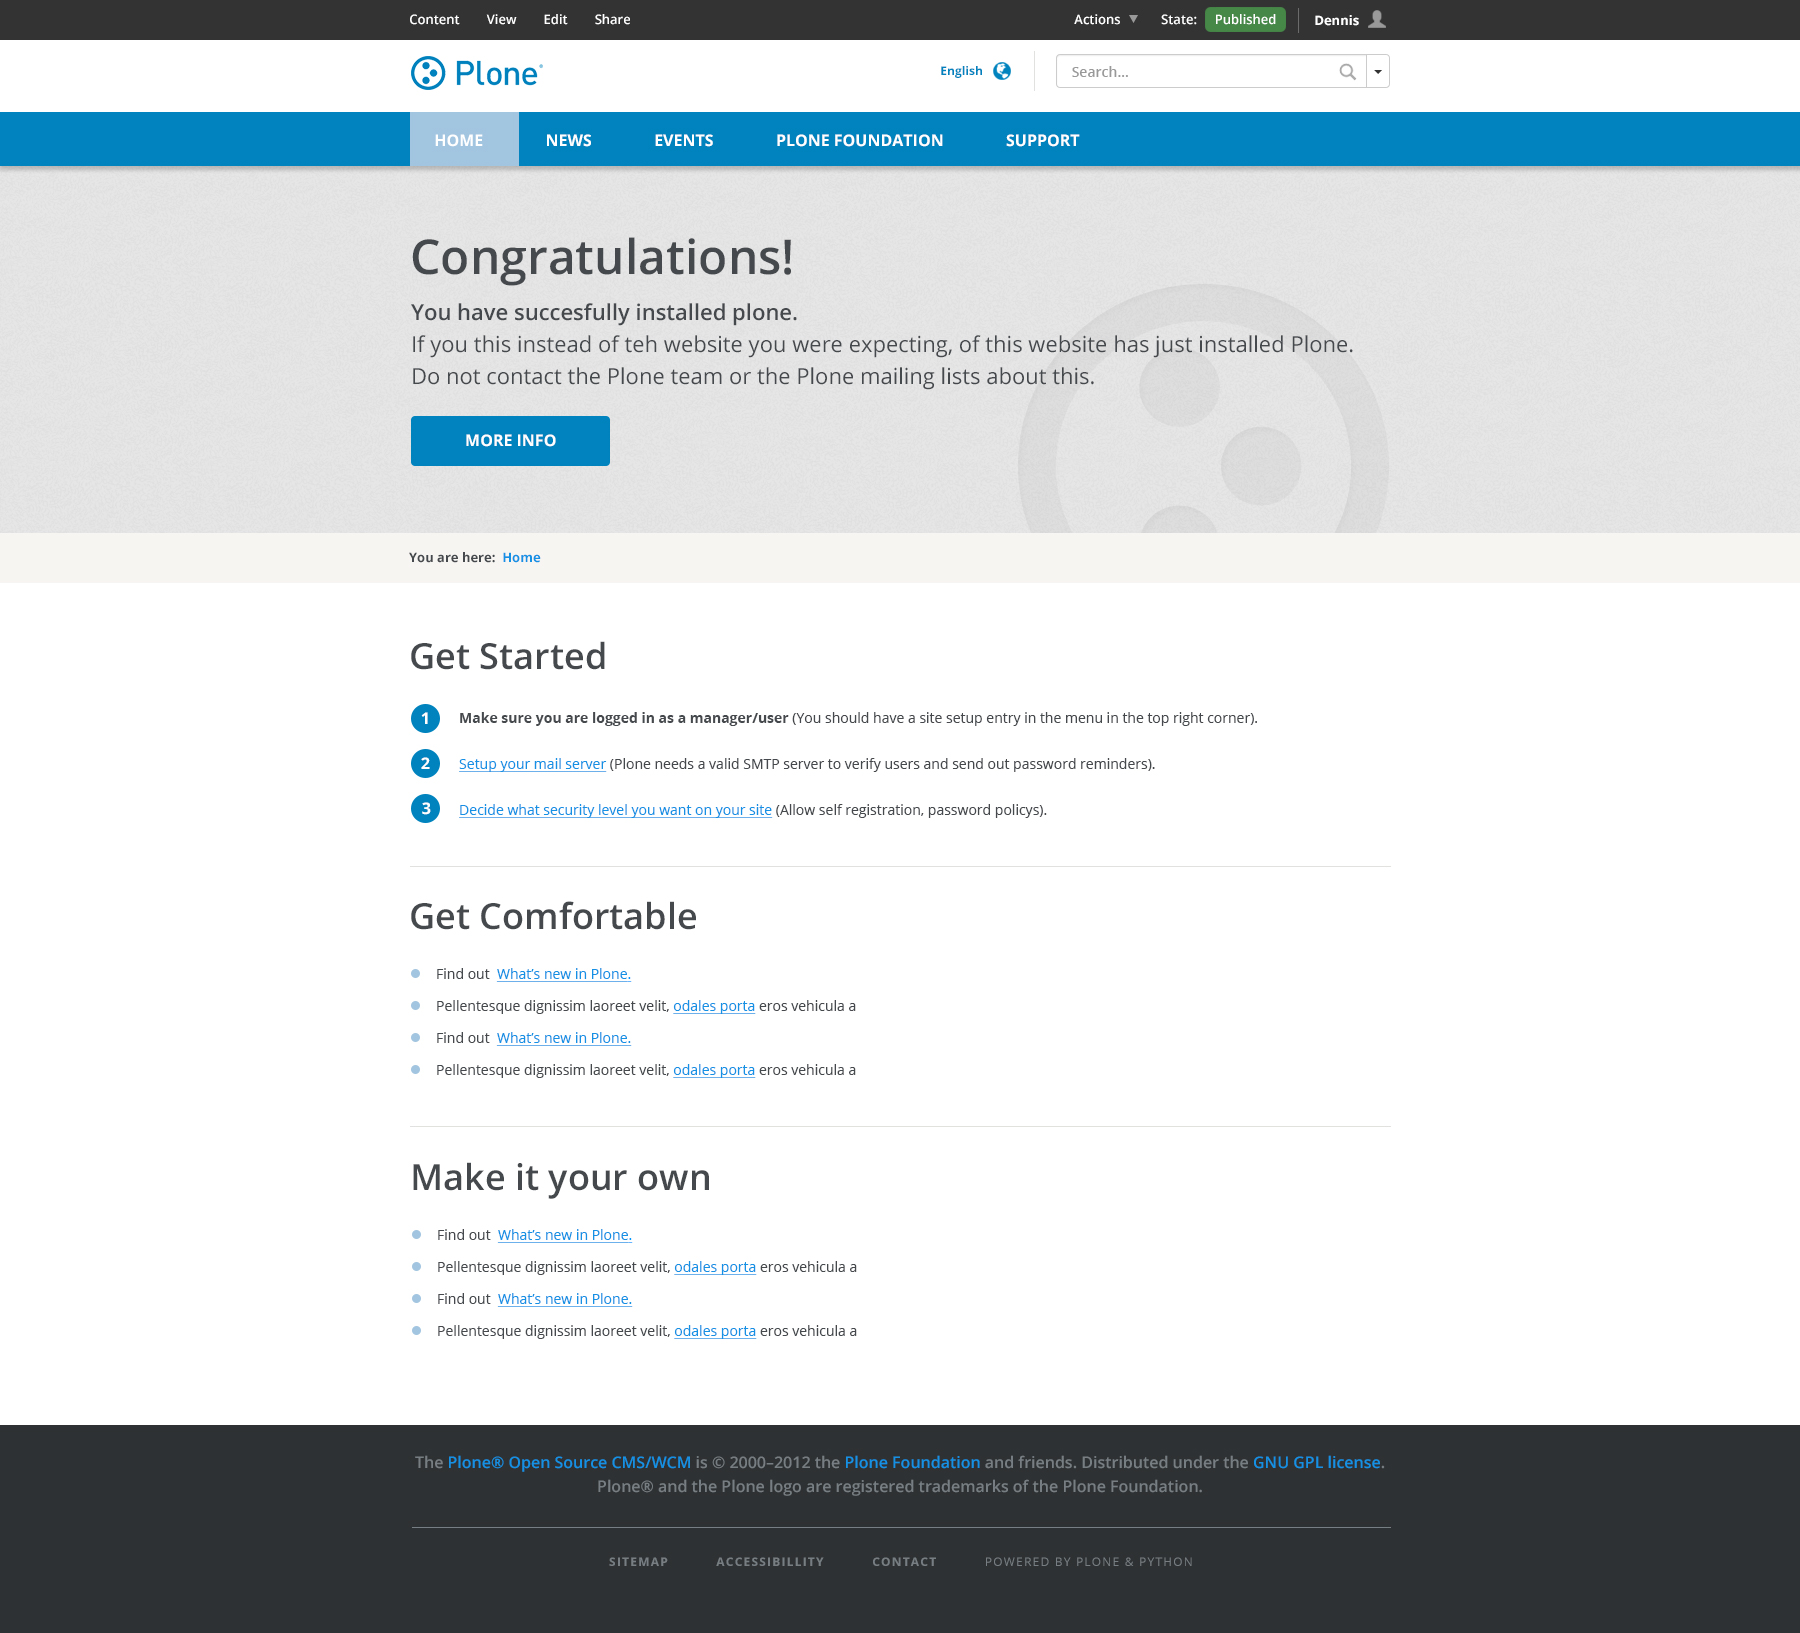 Content View Edit Share Actions State: Published Dennis
Plone® English Search...
HOME NEWS EVENTS PLONE FOUNDATION SUPPORT
Congratulations!
You have succesfully installed plone.
If you this instead of teh website you were expecting, of this website has just installed Plone.
Do not contact the Plone team or the Plone mailing lists about this.
MORE INFO
You are here: Home
Get Started
1 Make sure you are logged in as a manager/user (You should have a site setup entry in the menu in the top right corner).
2 Setup your mail server (Plone needs a valid SMTP server to verify users and send out password reminders).
3 Decide what security level you want on your site (Allow self registration, password policys).
Get Comfortable
Find out What's new in Plone.
Pellentesque dignissim laoreet velit, odales porta eros vehicula a
Find out What's new in Plone.
Pellentesque dignissim laoreet velit, odales porta eros vehicula a
Make it your own
Find out What's new in Plone.
Pellentesque dignissim laoreet velit, odales porta eros vehicula a
Find out What's new in Plone.
Pellentesque dignissim laoreet velit, odales porta eros vehicula a
The Plone® Open Source CMS/WCM is © 2000–2012 the Plone Foundation and friends. Distributed under the GNU GPL license.
Plone® and the Plone logo are registered trademarks of the Plone Foundation.
SITEMAP ACCESSIBILLITY CONTACT POWERED BY PLONE & PYTHON